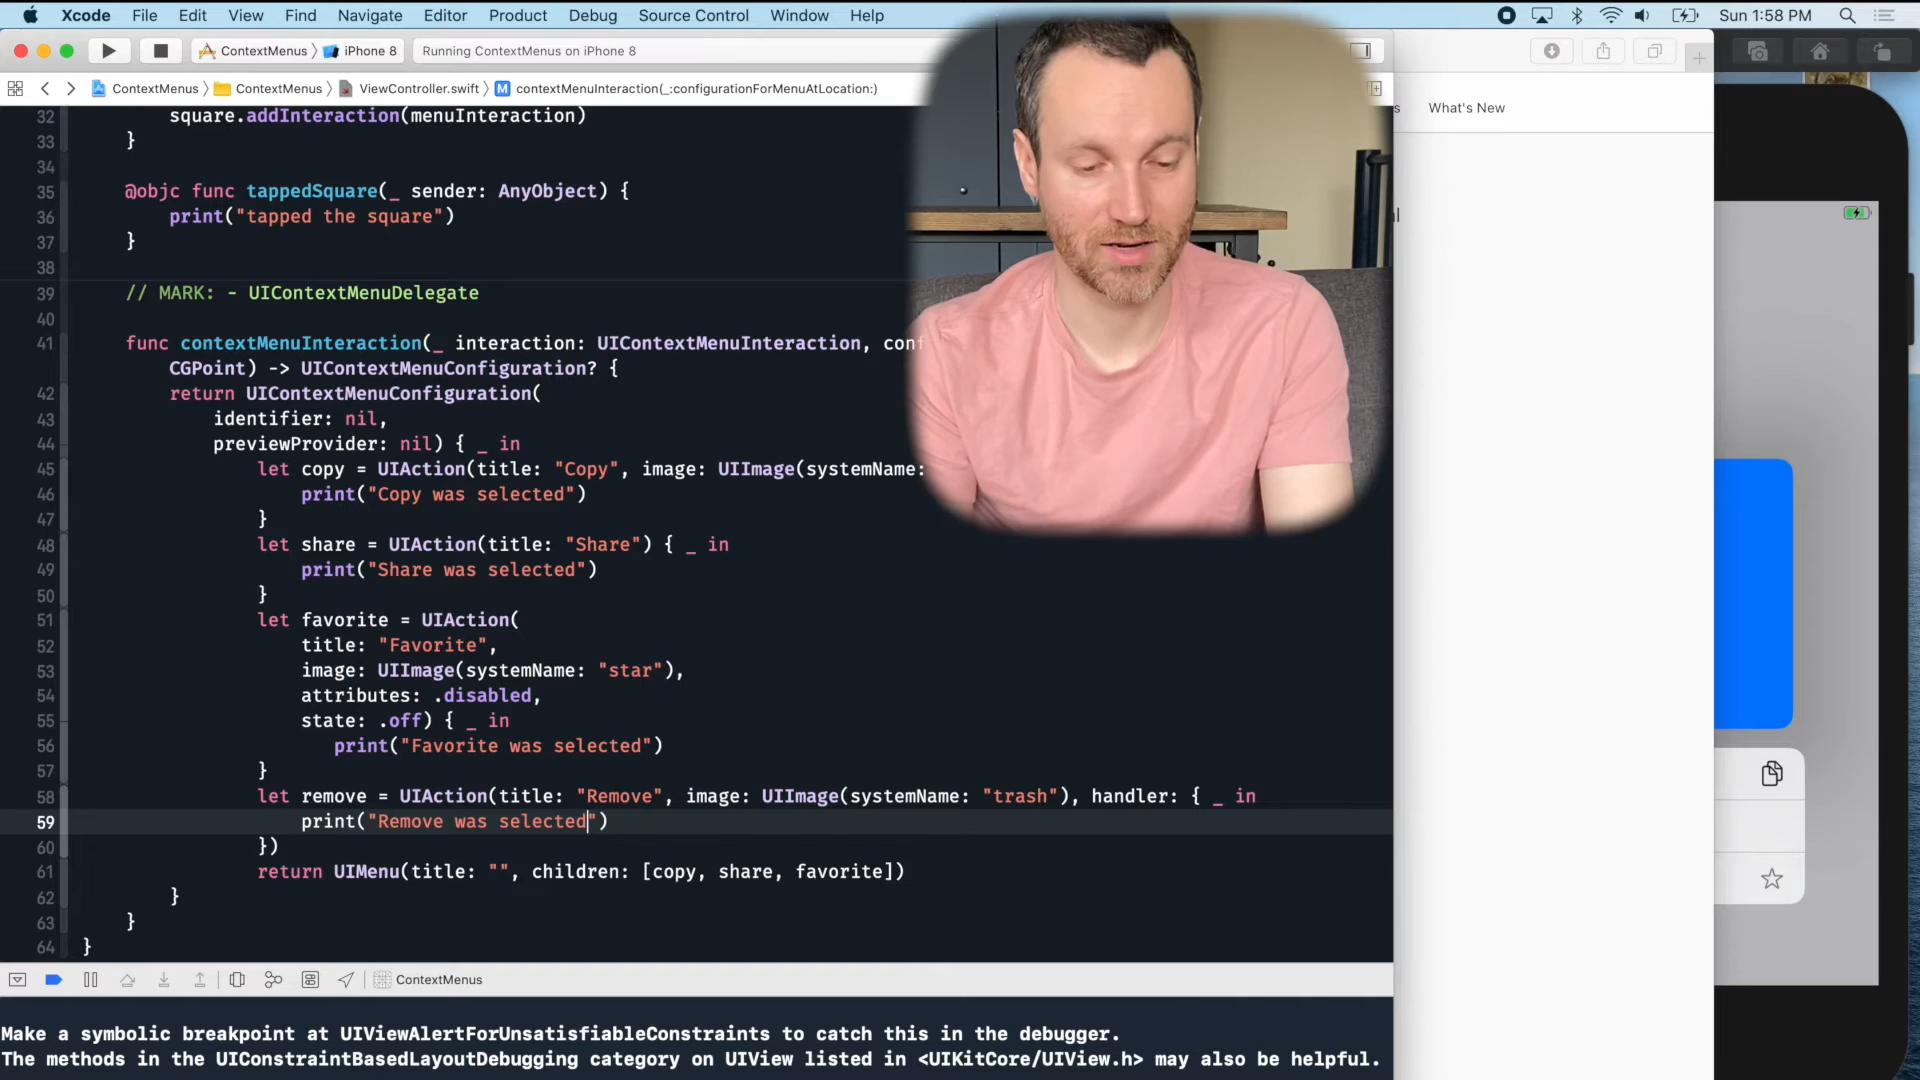 Xcode File Edit View Find Navigate Editor Product Debug Source Control Window Help Sun 1:58 PM
ContextMenus iPhone 8 Running ContextMenus on iPhone 8
ContextMenus ContextMenus ViewController.swift M contextMenuInteraction(_:configurationForMenuAtLocation:)
s What's New
32 square.addInteraction(menuInteraction)
33 }
34
35 @objc func tappedSquare(_ sender: AnyObject) {
36 print("tapped the square")
37 }
38
39 // MARK: - UIContextMenuDelegate
40
41 func contextMenuInteraction(_ interaction: UIContextMenuInteraction, conf
CGPoint) -> UIContextMenuConfiguration? {
42 return UIContextMenuConfiguration(
43 identifier: nil,
44 previewProvider: nil) { _ in
45 let copy = UIAction(title: "Copy", image: UIImage(systemName:
46 print("Copy was selected")
47 }
48 let share = UIAction(title: "Share") { _ in
49 print("Share was selected")
50 }
51 let favorite = UIAction(
52 title: "Favorite",
53 image: UIImage(systemName: "star"),
54 attributes: .disabled,
55 state: .off) { _ in
56 print("Favorite was selected")
57 }
58 let remove = UIAction(title: "Remove", image: UIImage(systemName: "trash"), handler: { _ in
59 print("Remove was selected")
60 })
61 return UIMenu(title: "", children: [copy, share, favorite])
62 }
63 }
64 }
ContextMenus
Make a symbolic breakpoint at UIViewAlertForUnsatisfiableConstraints to catch this in the debugger.
The methods in the UIConstraintBasedLayoutDebugging category on UIView listed in <UIKitCore/UIView.h> may also be helpful.